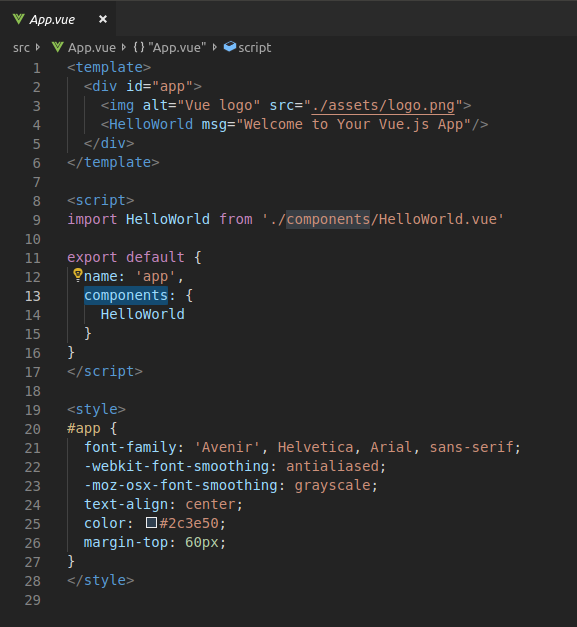 App.vue ×
src > App.vue > {} "App.vue" > script
1 <template>
2   <div id="app">
3     <img alt="Vue logo" src="./assets/logo.png">
4     <HelloWorld msg="Welcome to Your Vue.js App"/>
5   </div>
6 </template>
7
8 <script>
9 import HelloWorld from './components/HelloWorld.vue'
10
11 export default {
12   name: 'app',
13   components: {
14     HelloWorld
15   }
16 }
17 </script>
18
19 <style>
20 #app {
21   font-family: 'Avenir', Helvetica, Arial, sans-serif;
22   -webkit-font-smoothing: antialiased;
23   -moz-osx-font-smoothing: grayscale;
24   text-align: center;
25   color: #2c3e50;
26   margin-top: 60px;
27 }
28 </style>
29